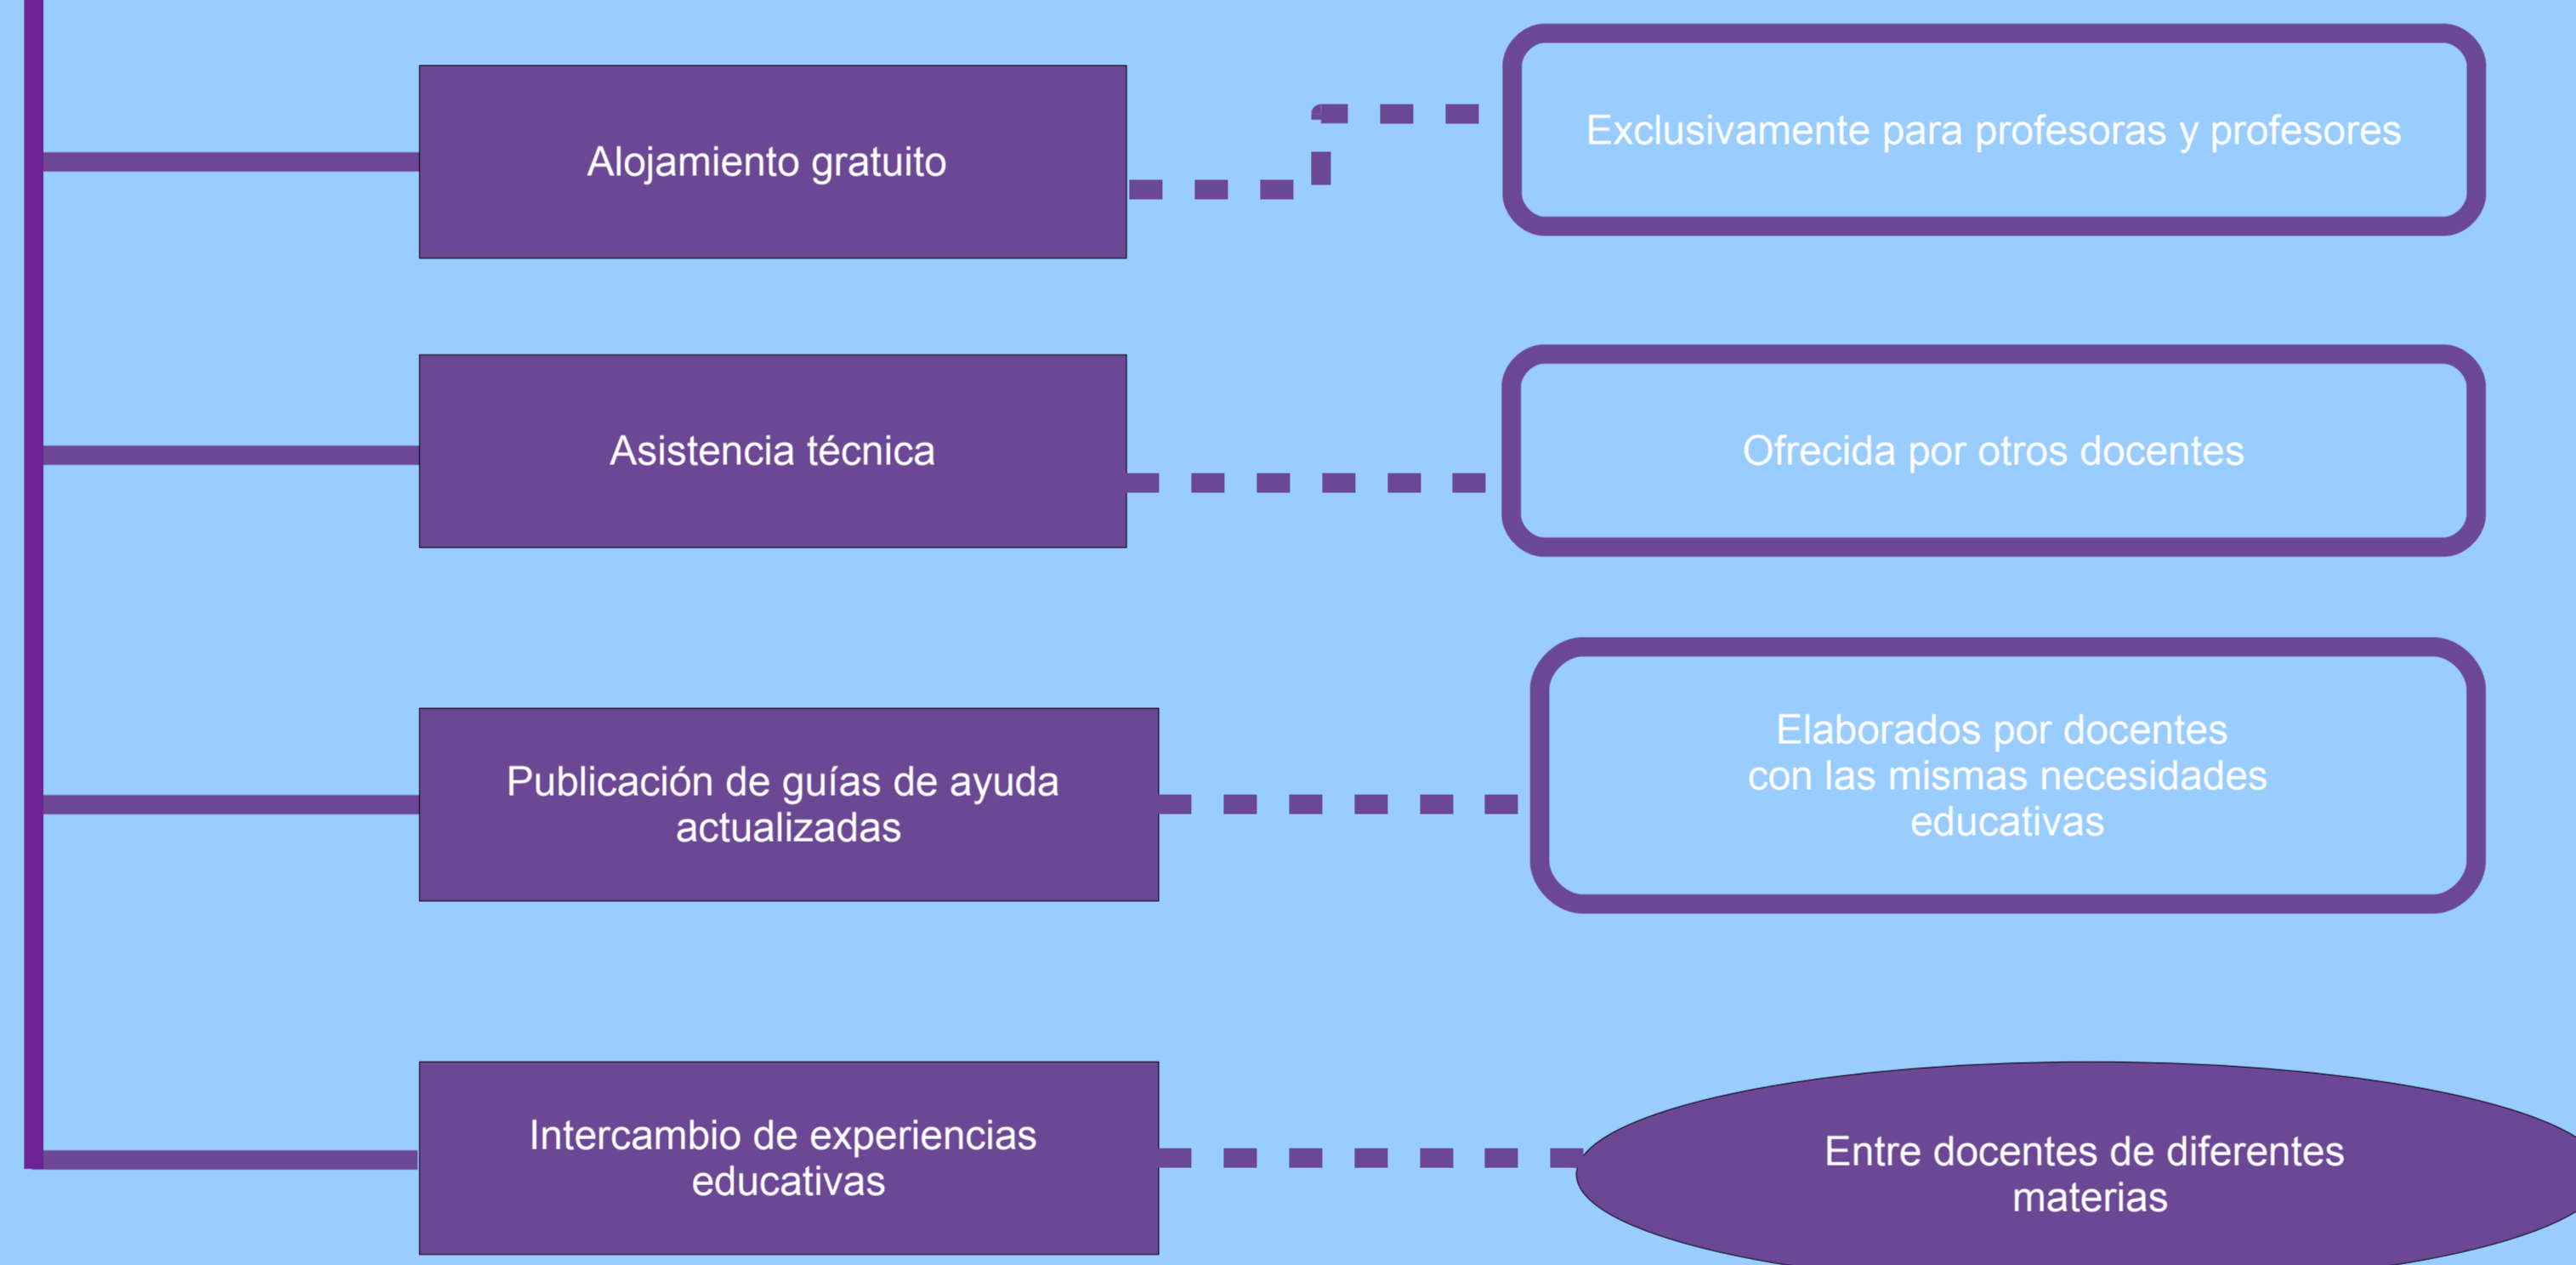 Alojamiento gratuito
Exclusivamente para profesoras y profesores
Asistencia técnica
Ofrecida por otros docentes
Publicación de guías de ayuda
actualizadas
Elaborados por docentes
con las mismas necesidades
educativas
Intercambio de experiencias
educativas
Entre docentes de diferentes
materias